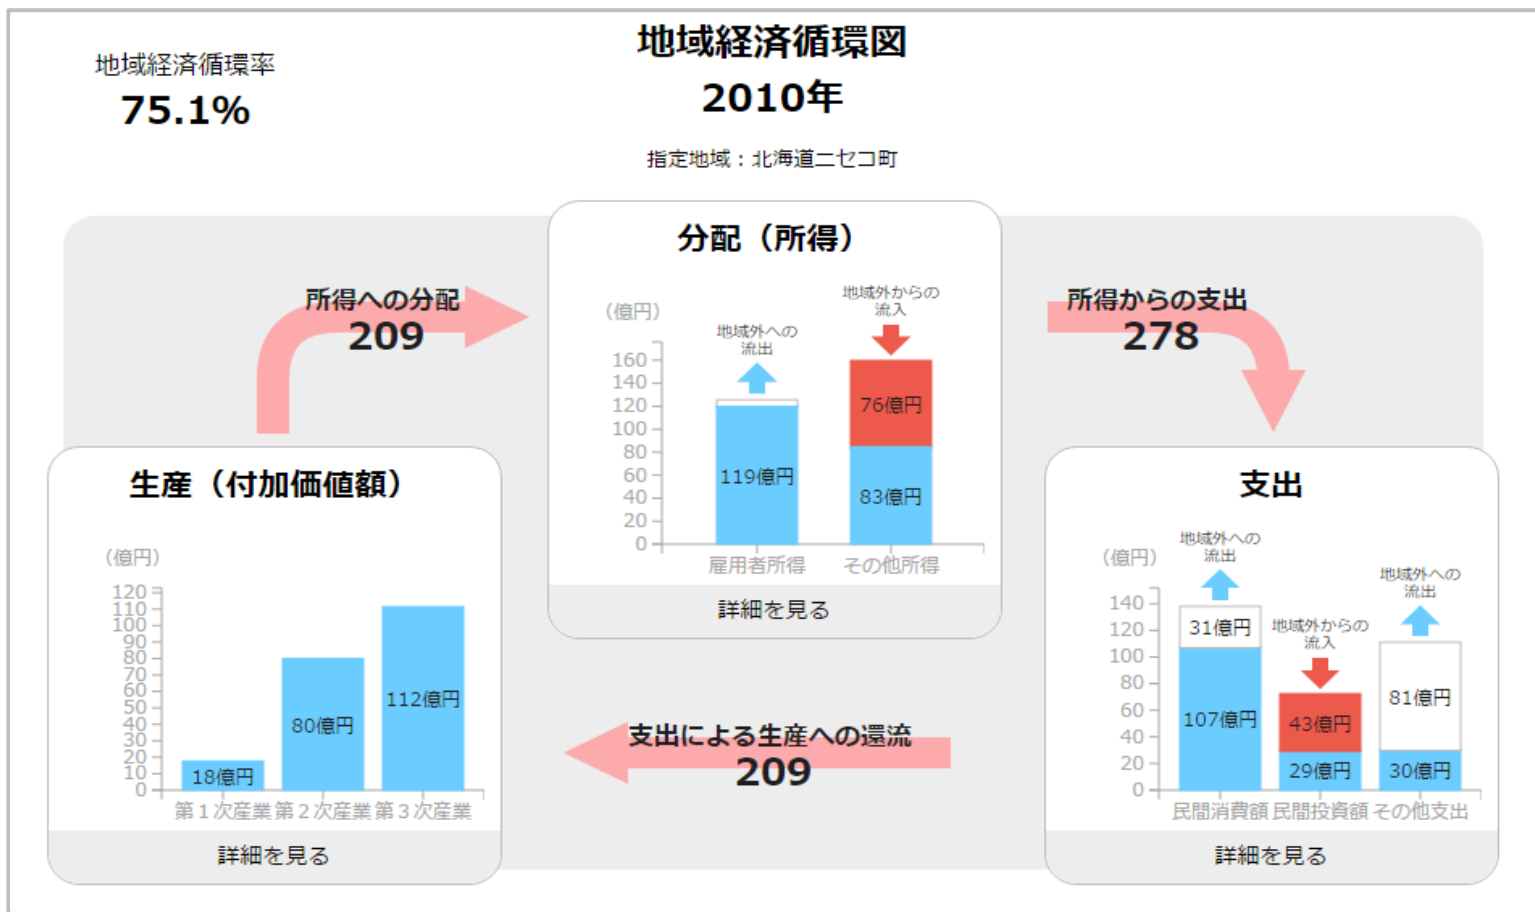 地域経済循環図
2010年
指定地域：北海道ニセコ町
地域経済循環率
75.1%
所得への分配
209
分配（所得）
（億円）
地域外への
流出
地域外からの
流入
160
140
120
100
80
60
40
20
0
119億円
76億円
83億円
雇用者所得
その他所得
詳細を見る
所得からの支出
278
生産（付加価値額）
（億円）
120
110
100
90
80
70
60
50
40
30
20
10
0
18億円
80億円
112億円
第１次産業
第２次産業
第３次産業
詳細を見る
支出による生産への還流
209
支出
（億円）
地域外への
流出
地域外からの
流入
地域外への
流出
140
120
100
80
60
40
20
0
31億円
107億円
43億円
29億円
81億円
30億円
民間消費額
民間投資額
その他支出
詳細を見る